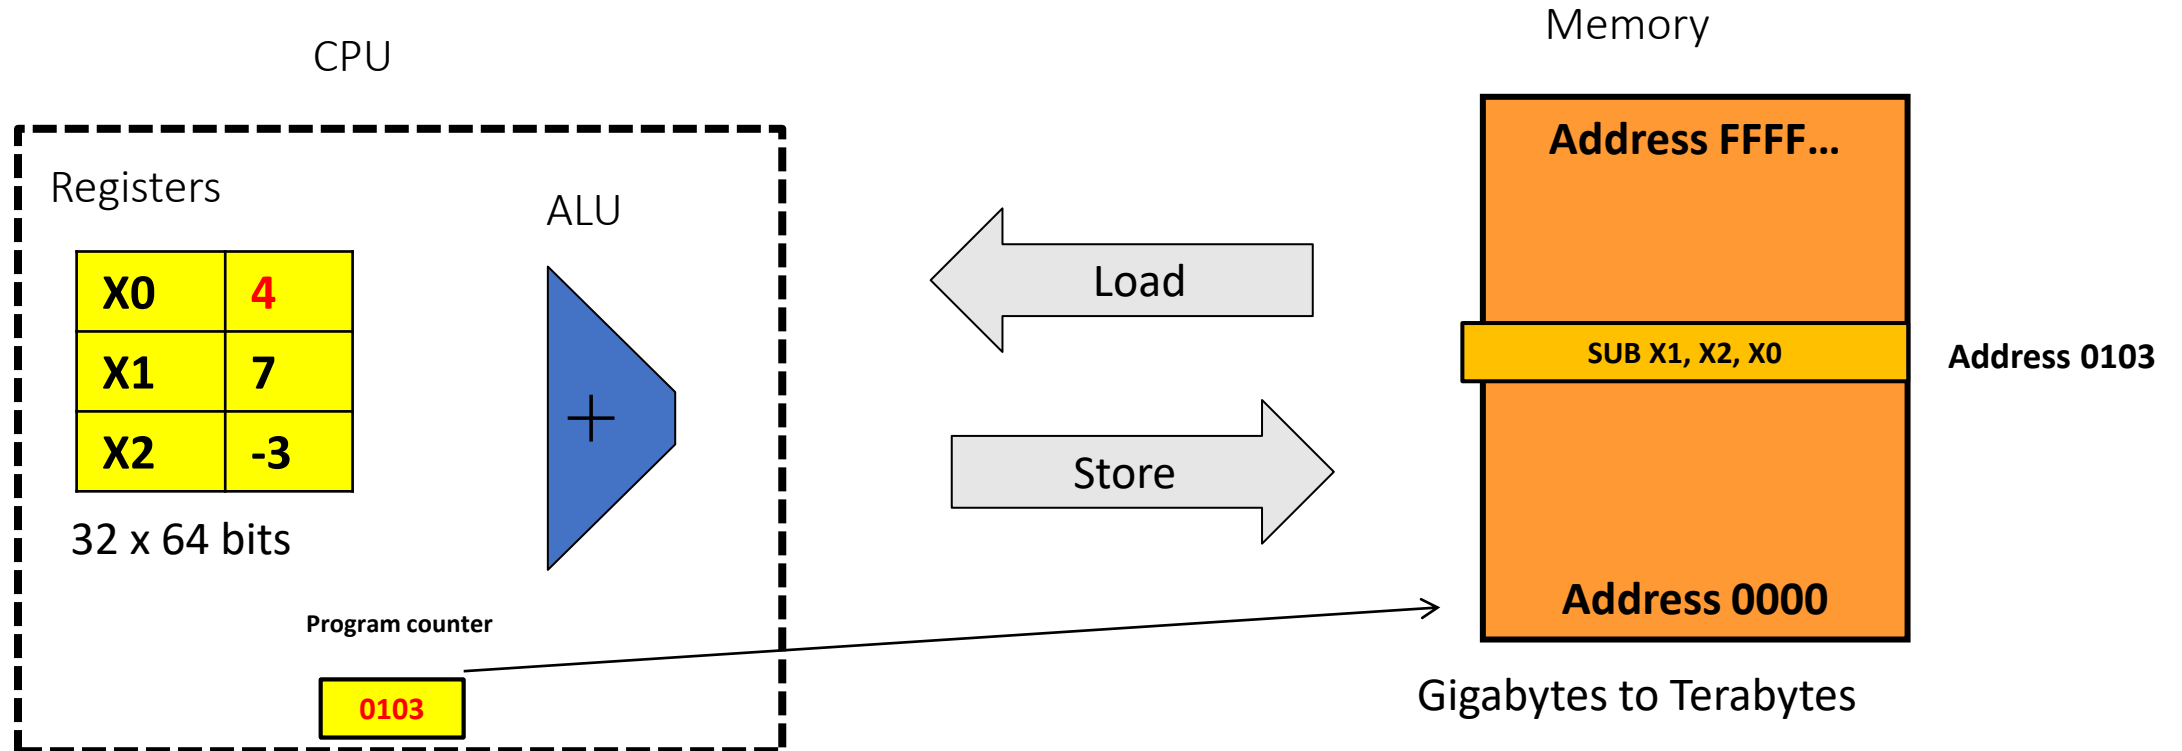 CPU
Memory
Registers
ALU
X0 4
X1 7
X2 -3
32 x 64 bits
Program counter
0103
Load
Store
Address FFFF...
SUB X1, X2, X0
Address 0103
Address 0000
Gigabytes to Terabytes
+